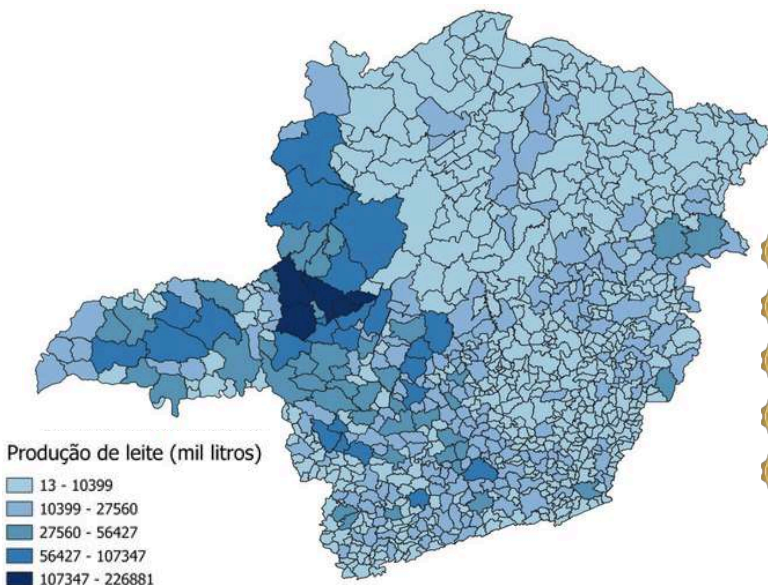 Produção de leite (mil litros)
13 - 10399
10399 - 27560
27560 - 56427
56427 - 107347
107347 - 226881